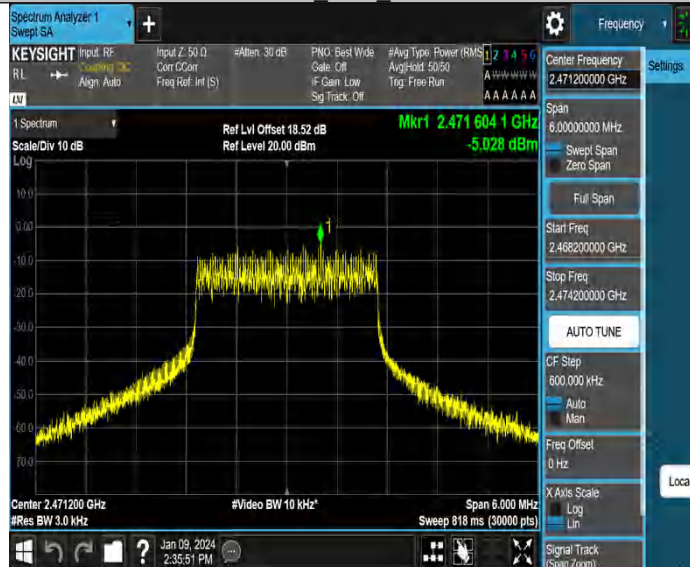 Spectrum Analyzer 1
Swept SA
Frequency
KEYSIGHT
RL
Input: RF
Coupling: DC
Align: Auto
Input Z: 50 Ω
Corr CCorr
Freq Ref: Int (S)
#Atten: 30 dB
PNO: Best Wide
Gate: Off
IF Gain: Low
Sig Track: Off
#Avg Type: Power (RMS
Avg|Hold: 50/50
Trig: Free Run
1 2 3 4 5 6
A W W W W W
A A A A A A
LXI
1 Spectrum
Scale/Div 10 dB
Ref Lvl Offset 18.52 dB
Ref Level 20.00 dBm
Mkr1 2.471 604 1 GHz
-5.028 dBm
Log
10.0
0.00
-10.0
-20.0
-30.0
-40.0
-50.0
-60.0
-70.0
1
Center 2.471200 GHz
#Res BW 3.0 kHz
#Video BW 10 kHz*
Span 6.000 MHz
Sweep 818 ms (30000 pts)
?
Jan 09, 2024
2:35:51 PM
Center Frequency
2.471200000 GHz
Settings
Span
6.00000000 MHz
Swept Span
Zero Span
Full Span
Start Freq
2.468200000 GHz
Stop Freq
2.474200000 GHz
AUTO TUNE
CF Step
600.000 kHz
Auto
Man
Freq Offset
0 Hz
X Axis Scale
Log
Lin
Signal Track
(Span Zoom)
Loca